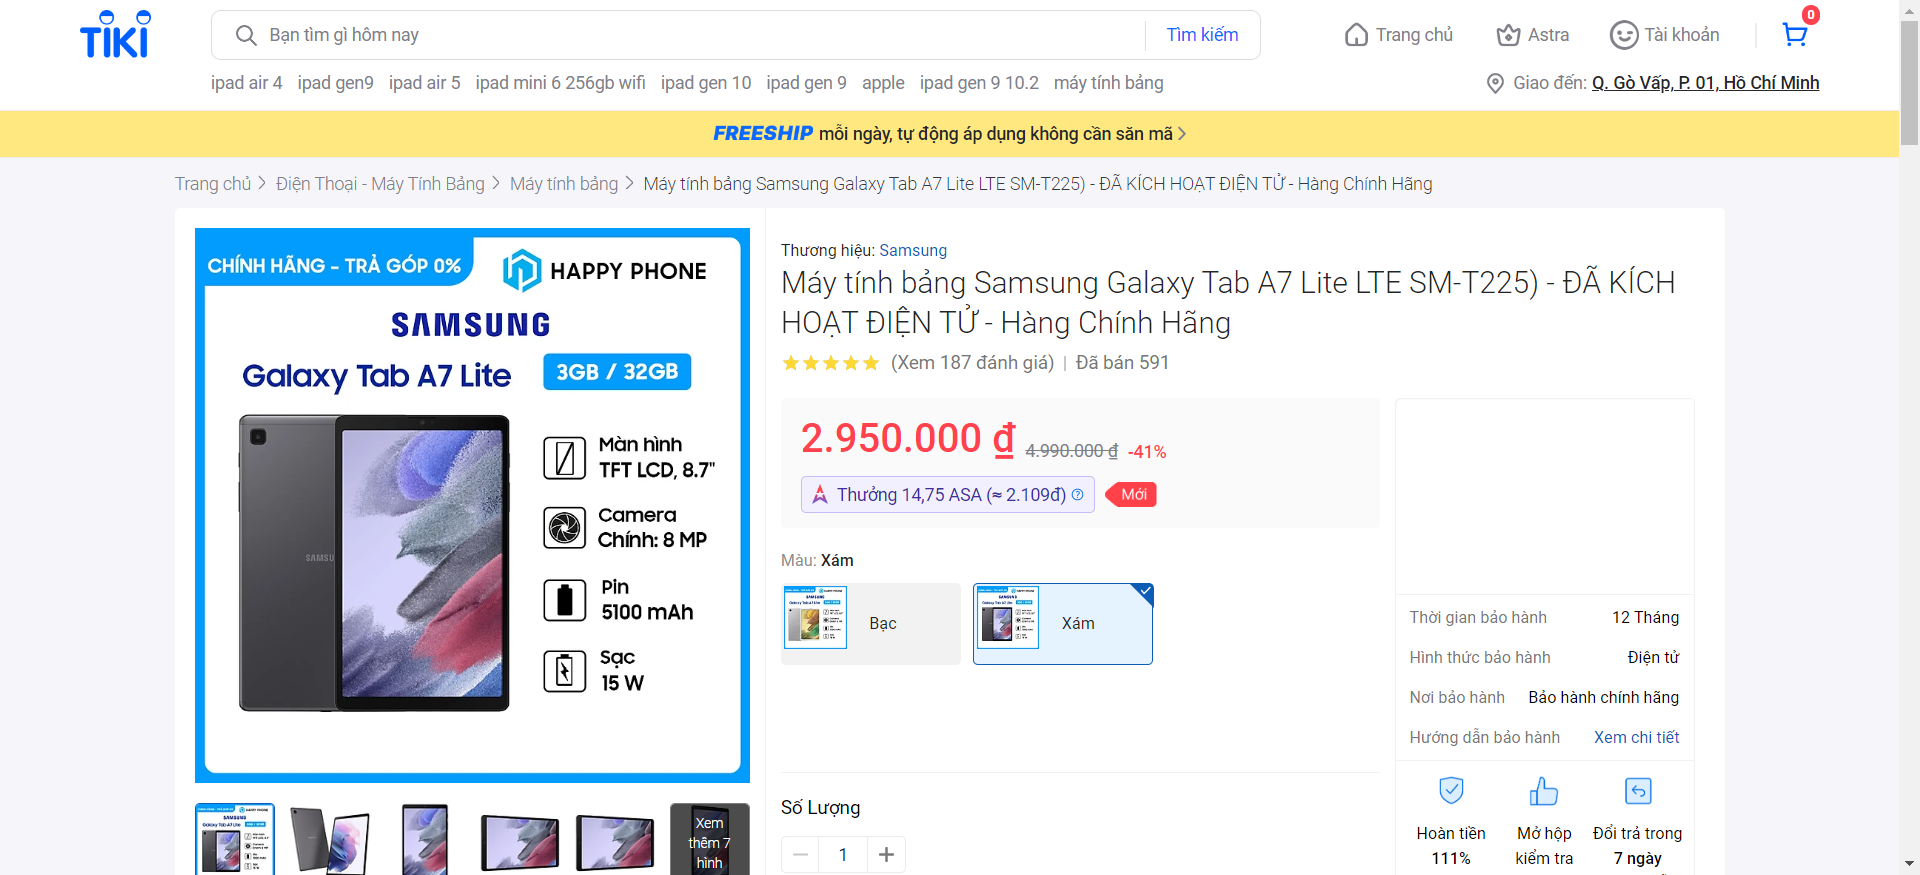 TIKI
Bạn tìm gì hôm nay
Tìm kiếm
Trang chủ
Astra
Tài khoản
0
ipad air 4 ipad gen9 ipad air 5 ipad mini 6 256gb wifi ipad gen 10 ipad gen 9 apple ipad gen 9 10.2 máy tính bảng
Giao đến: Q. Gò Vấp, P. 01, Hồ Chí Minh
FREESHIP mỗi ngày, tự động áp dụng không cần săn mã
Trang chủ > Điện Thoại - Máy Tính Bảng > Máy tính bảng > Máy tính bảng Samsung Galaxy Tab A7 Lite LTE SM-T225) - ĐÃ KÍCH HOẠT ĐIỆN TỬ - Hàng Chính Hãng
CHÍNH HÃNG - TRẢ GÓP 0%
HAPPY PHONE
SAMSUNG
Galaxy Tab A7 Lite
3GB / 32GB
Màn hình
TFT LCD, 8.7"
Camera
Chính: 8 MP
Pin
5100 mAh
Sạc
15 W
Xem
thêm 7
hình
Thương hiệu: Samsung
Máy tính bảng Samsung Galaxy Tab A7 Lite LTE SM-T225) - ĐÃ KÍCH
HOẠT ĐIỆN TỬ - Hàng Chính Hãng
(Xem 187 đánh giá) | Đã bán 591
2.950.000 ₫ 4.990.000 ₫ -41%
Thưởng 14,75 ASA (≈ 2.109đ)
Mới
Màu: Xám
Bạc
Xám
Số Lượng
1
Thời gian bảo hành 12 Tháng
Hình thức bảo hành Điện tử
Nơi bảo hành Bảo hành chính hãng
Hướng dẫn bảo hành Xem chi tiết
Hoàn tiền
111%
Mở hộp
kiểm tra
Đổi trả trong
7 ngày